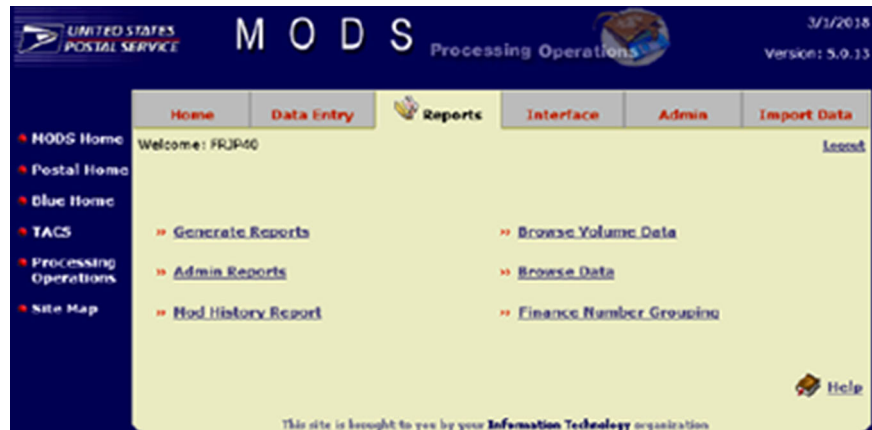 UNITED STATES
POSTAL SERVICE
MODS
Processing Operations
3/1/2018
Version: 5.0.13
Home
Data Entry
Reports
Interface
Admin
Import Data
Welcome: FRJP40
Logout
MODS Home
Postal Home
Blue Home
TACS
Processing
Operations
Site Map
» Generate Reports
» Browse Volume Data
» Admin Reports
» Browse Data
» Mod History Report
» Finance Number Grouping
Help
This site is brought to you by your Information Technology organization